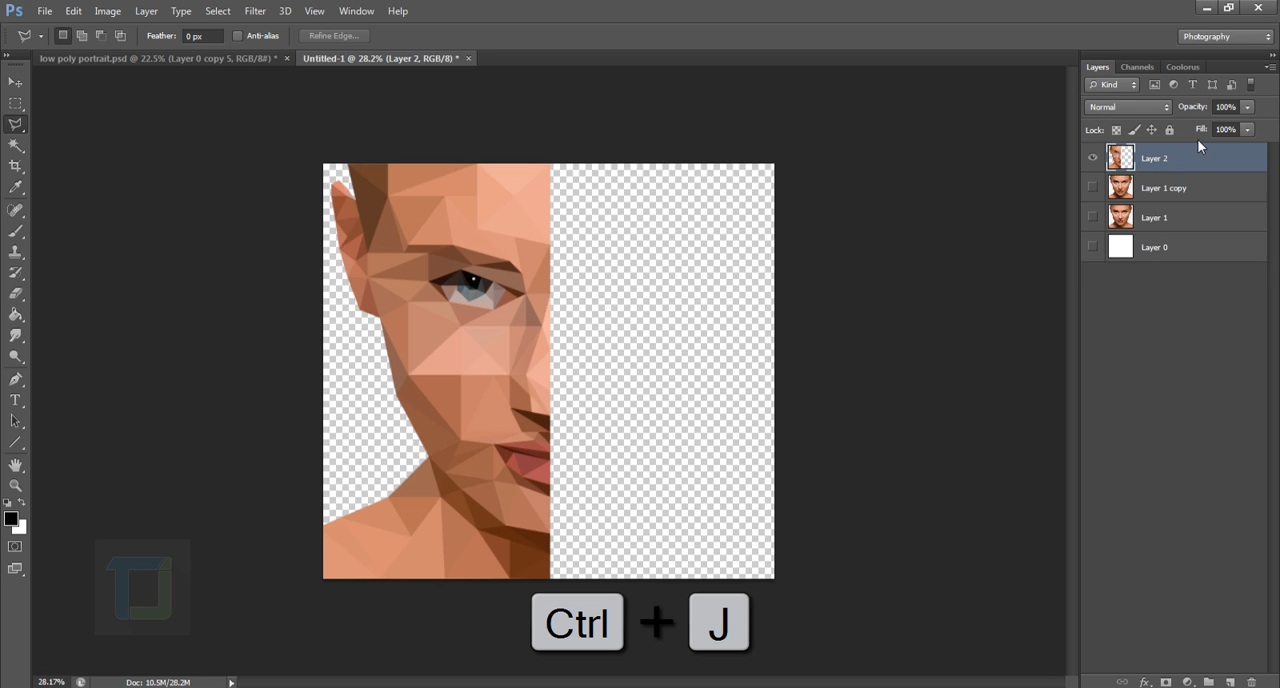 Ps File Edit Image Layer Type Select Filter 3D View Window Help
Feather: 0 px Anti-alias Refine Edge... Photography
low poly portrait.psd @ 22.5% (Layer 0 copy 5, RGB/8#) * × Untitled-1 @ 28.2% (Layer 2, RGB/8) * ×
Layers Channels Coolorus
Kind
Normal Opacity: 100%
Lock: Fill: 100%
Layer 2
Layer 1 copy
Layer 1
Layer 0
Ctrl + J
28.17% Doc: 10.5M/28.2M